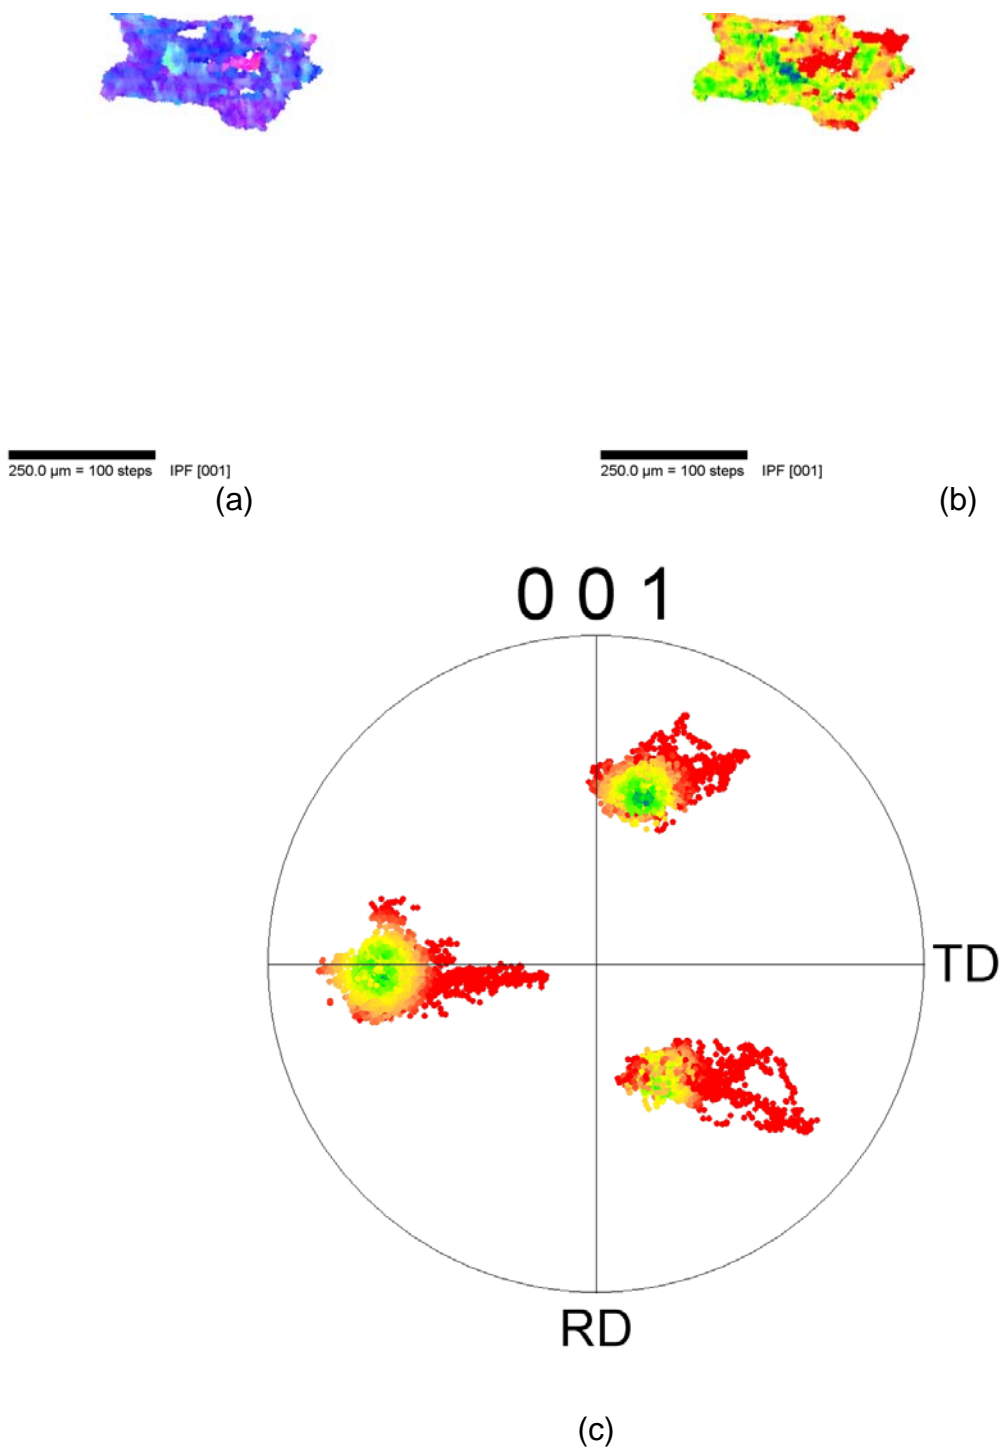 250.0 µm = 100 steps IPF [001]
250.0 µm = 100 steps IPF [001]
(a)
(b)
0 0 1
TD
RD
(c)